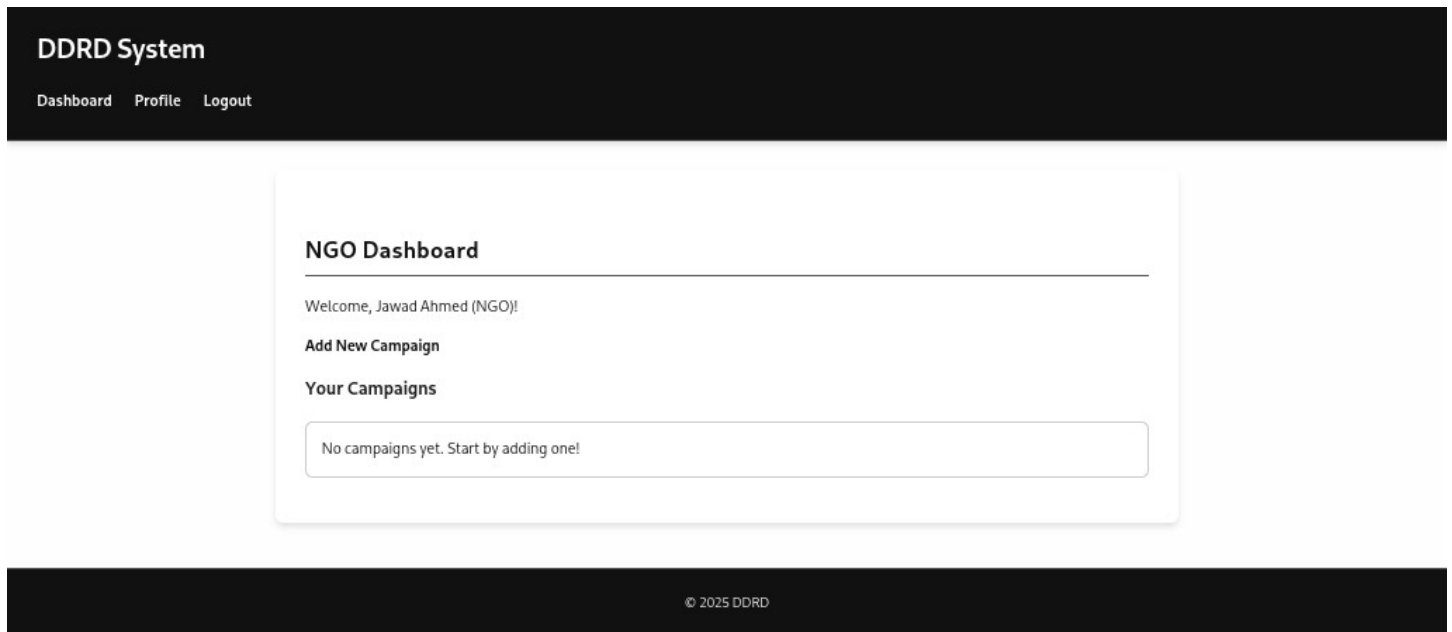 DDRD System
Dashboard Profile Logout
NGO Dashboard
Welcome, Jawad Ahmed (NGO)!
Add New Campaign
Your Campaigns
No campaigns yet. Start by adding one!
© 2025 DDRD